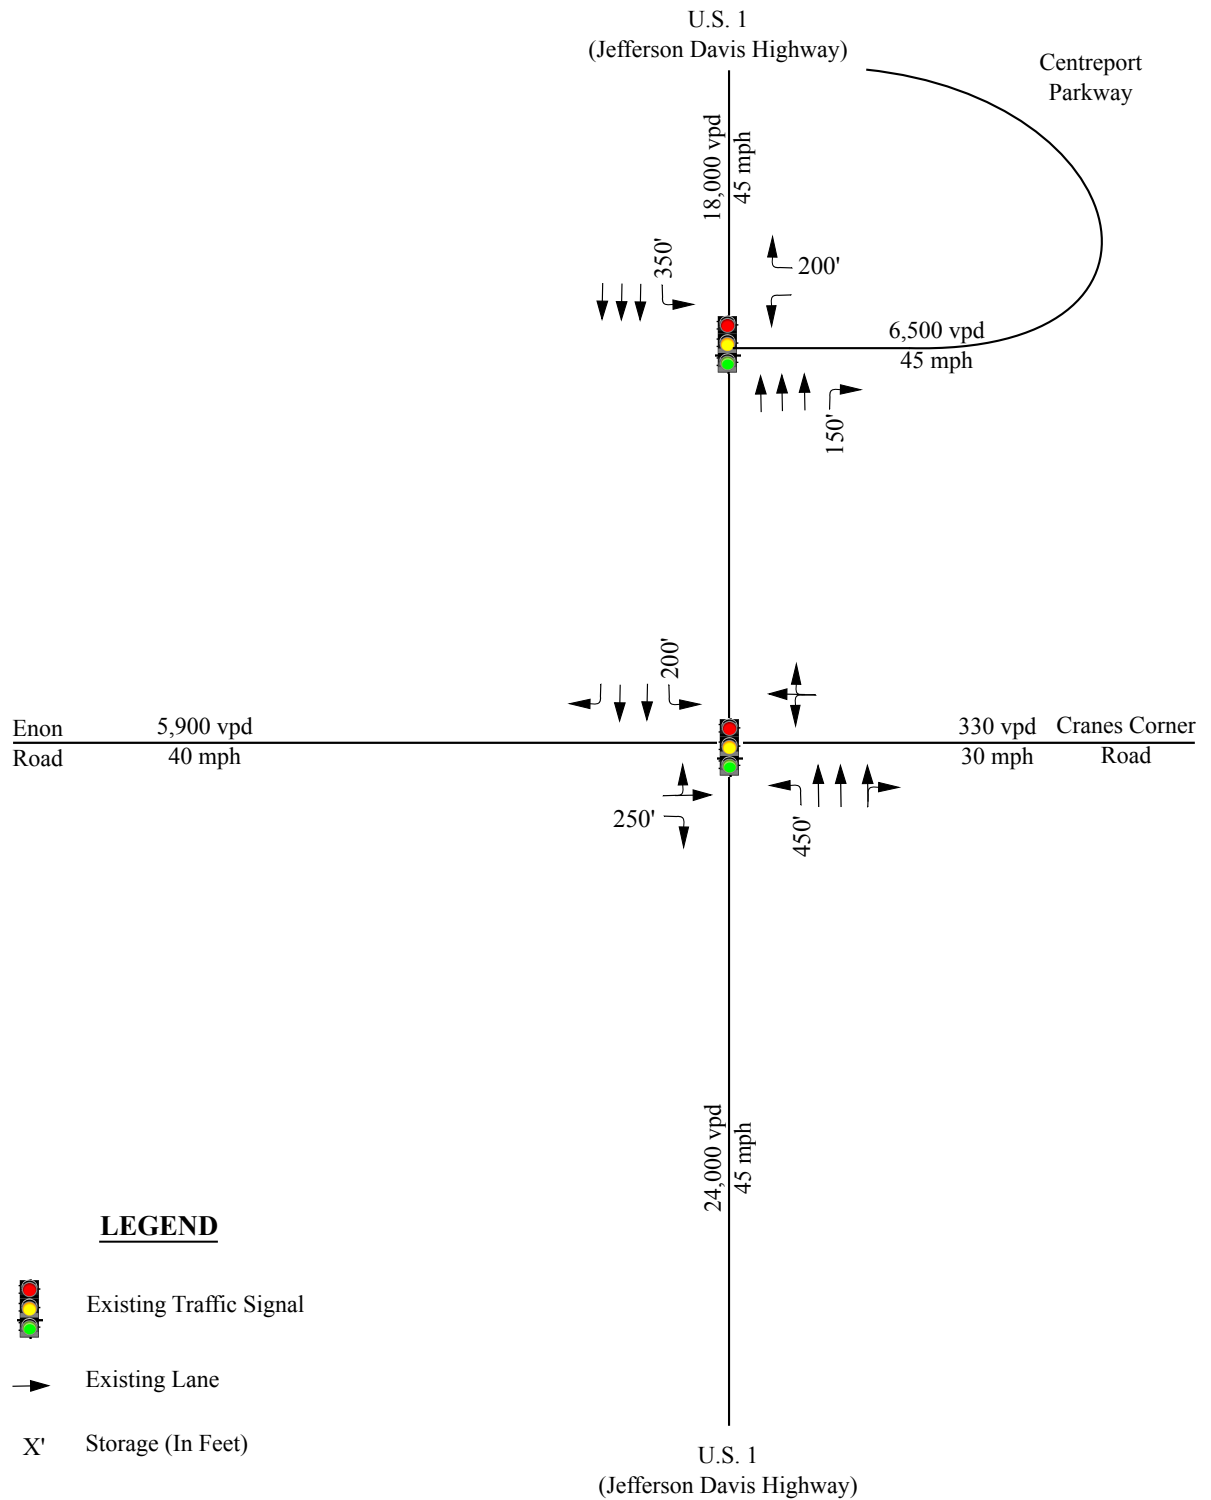 U.S. 1
(Jefferson Davis Highway)
Centreport
Parkway
18,000 vpd
45 mph
350'
200'
6,500 vpd
45 mph
150'
200'
Enon
Road
5,900 vpd
40 mph
330 vpd
30 mph
Cranes Corner
Road
250'
450'
24,000 vpd
45 mph
LEGEND
Existing Traffic Signal
Existing Lane
X'
Storage (In Feet)
U.S. 1
(Jefferson Davis Highway)